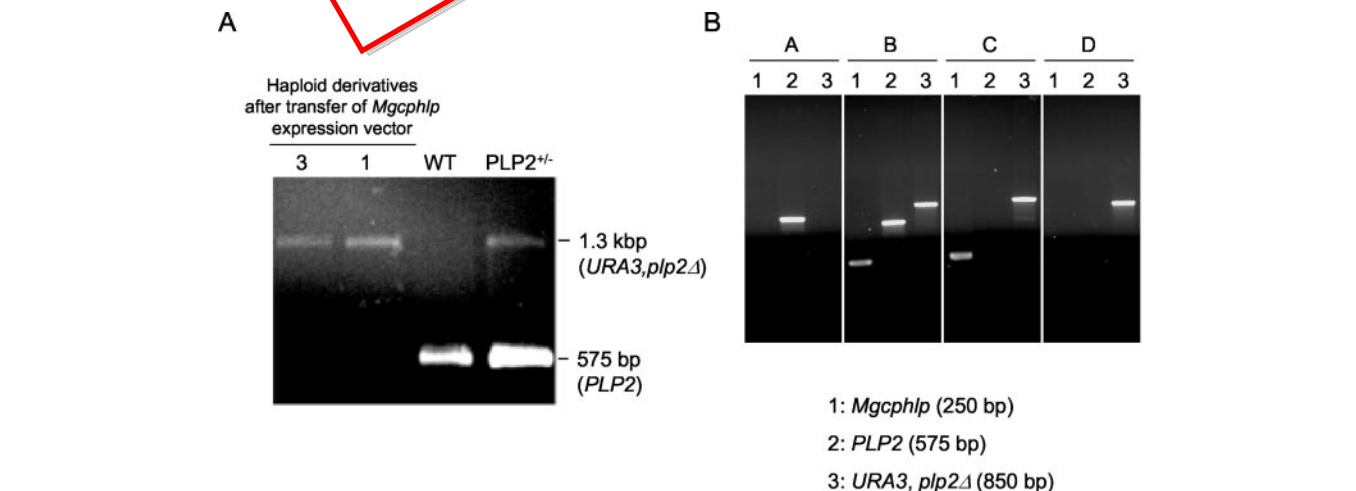 A
Haploid derivatives
after transfer of Mgcphlp
expression vector
3 1 WT PLP2+/-
1.3 kbp
(URA3,plp2Δ)
575 bp
(PLP2)
B
A B C D
1 2 3 1 2 3 1 2 3 1 2 3
1: Mgcphlp (250 bp)
2: PLP2 (575 bp)
3: URA3, plp2Δ (850 bp)